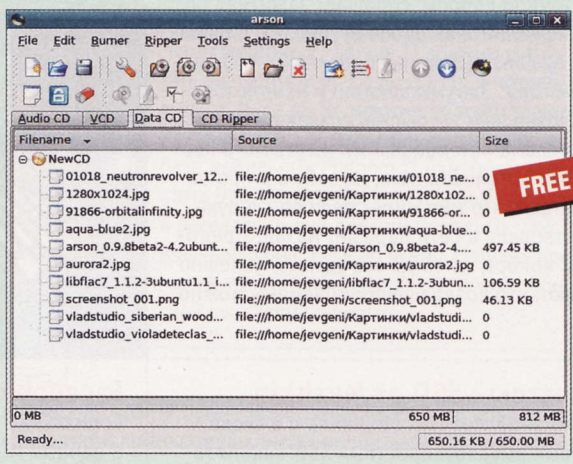 arson
File Edit Burner Ripper Tools Settings Help
Audio CD VCD Data CD CD Ripper
Filename Source Size
NewCD
01018_neutronrevolver_12... file:///home/jevgeni/Картинки/01018_ne... 0
1280x1024.jpg file:///home/jevgeni/Картинки/1280x102... 0
91866-orbitalinfinity.jpg file:///home/jevgeni/Картинки/91866-or... 0
aqua-blue2.jpg file:///home/jevgeni/Картинки/aqua-blue... 0
arson_0.9.8beta2-4.2ubunt... file:///home/jevgeni/arson_0.9.8beta2-4.... 497.45 KB
aurora2.jpg file:///home/jevgeni/Картинки/aurora2.jpg 0
libflac7_1.1.2-3ubuntu1.1_i... file:///home/jevgeni/libflac7_1.1.2-3ubun... 106.59 KB
screenshot_001.png file:///home/jevgeni/screenshot_001.png 46.13 KB
vladstudio_siberian_wood... file:///home/jevgeni/Картинки/vladstudi... 0
vladstudio_violadeteclas_... file:///home/jevgeni/Картинки/vladstudi... 0
FREE
0 MB 650 MB 812 MB
Ready... 650.16 KB / 650.00 MB